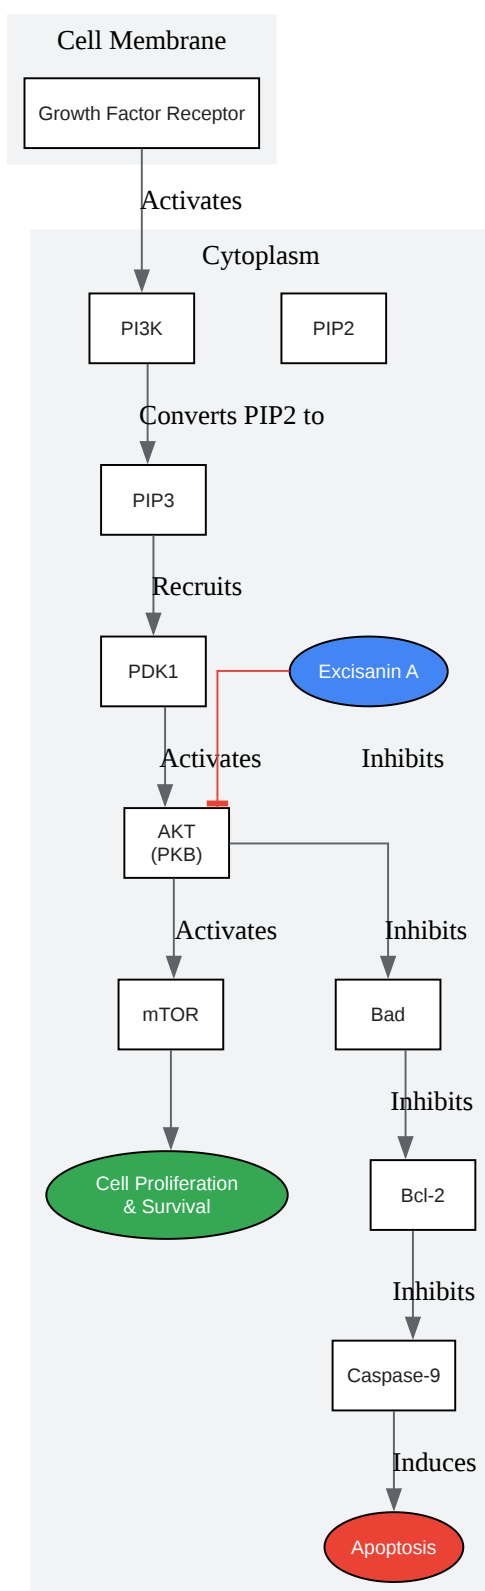 Cell Membrane
Growth Factor Receptor
Activates
Cytoplasm
PI3K
PIP2
Converts PIP2 to
PIP3
Recruits
PDK1
Excisanin A
Activates
Inhibits
AKT
(PKB)
Activates
Inhibits
mTOR
Bad
Inhibits
Cell Proliferation
& Survival
Bcl-2
Inhibits
Caspase-9
Induces
Apoptosis